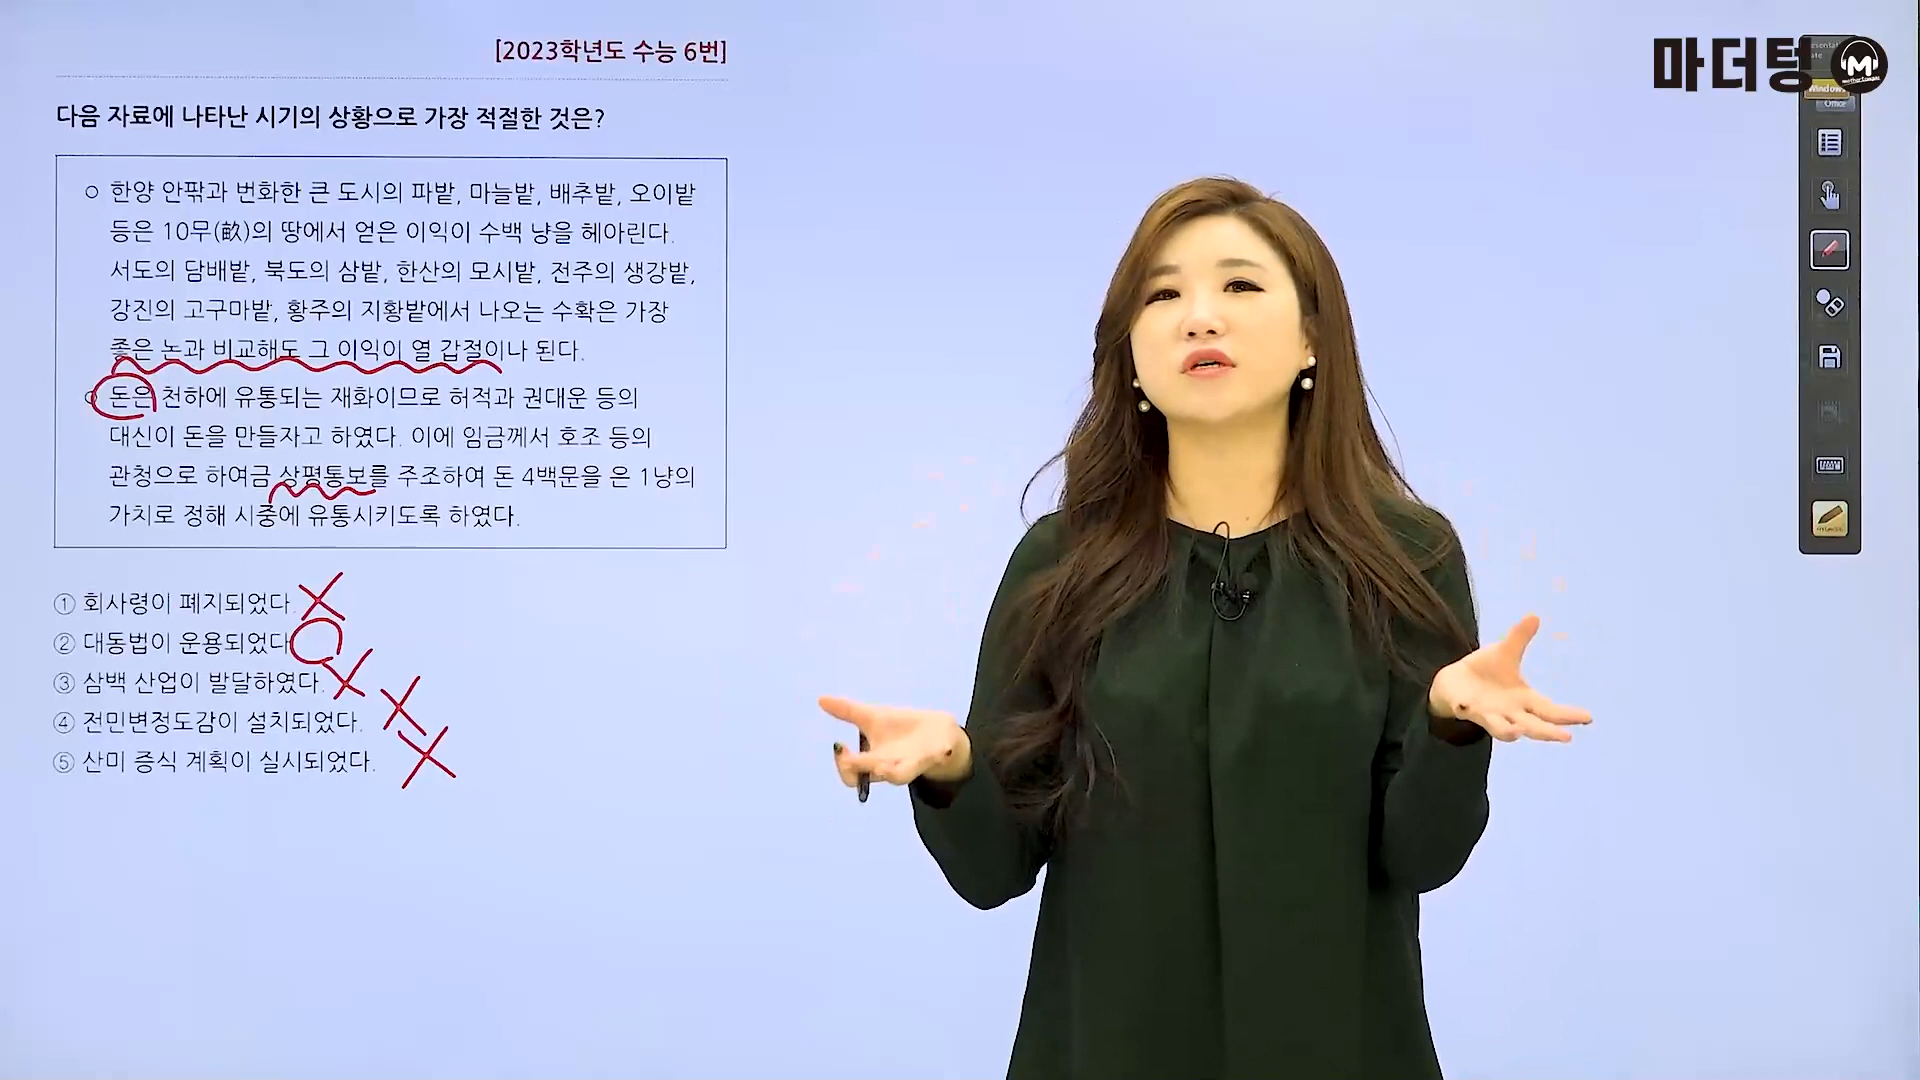 [2023학년도 수능 6번]
다음 자료에 나타난 시기의 상황으로 가장 적절한 것은?
○ 한양 안팎과 번화한 큰 도시의 파밭, 마늘밭, 배추밭, 오이밭
등은 10무(畝)의 땅에서 얻은 이익이 수백 냥을 헤아린다.
서도의 담배밭, 북도의 삼밭, 한산의 모시밭, 전주의 생강밭,
강진의 고구마밭, 황주의 지황밭에서 나오는 수확은 가장
좋은 논과 비교해도 그 이익이 열 갑절이나 된다.
○ 돈은 천하에 유통되는 재화이므로 허적과 권대운 등의
대신이 돈을 만들자고 하였다. 이에 임금께서 호조 등의
관청으로 하여금 상평통보를 주조하여 돈 4백문을 은 1냥의
가치로 정해 시중에 유통시키도록 하였다.
① 회사령이 폐지되었다.
② 대동법이 운용되었다
③ 삼백 산업이 발달하였다.
④ 전민변정도감이 설치되었다.
⑤ 산미 증식 계획이 실시되었다.
마더텅
M
Windows
Office